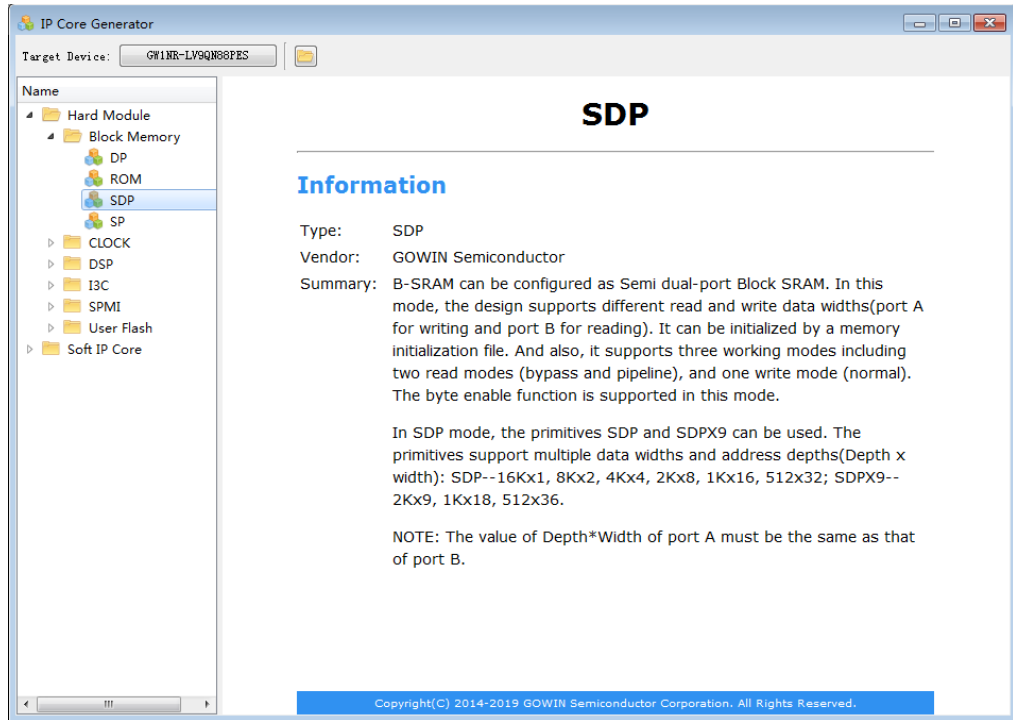 IP Core Generator
Target Device: GW1NR-LV9QN88PES
Name
Hard Module
Block Memory
DP
ROM
SDP
SP
CLOCK
DSP
I3C
SPMI
User Flash
Soft IP Core
SDP
Information
Type: SDP
Vendor: GOWIN Semiconductor
Summary: B-SRAM can be configured as Semi dual-port Block SRAM. In this
mode, the design supports different read and write data widths(port A
for writing and port B for reading). It can be initialized by a memory
initialization file. And also, it supports three working modes including
two read modes (bypass and pipeline), and one write mode (normal).
The byte enable function is supported in this mode.
In SDP mode, the primitives SDP and SDPX9 can be used. The
primitives support multiple data widths and address depths(Depth x
width): SDP--16Kx1, 8Kx2, 4Kx4, 2Kx8, 1Kx16, 512x32; SDPX9--
2Kx9, 1Kx18, 512x36.
NOTE: The value of Depth*Width of port A must be the same as that
of port B.
Copyright(C) 2014-2019 GOWIN Semiconductor Corporation. All Rights Reserved.